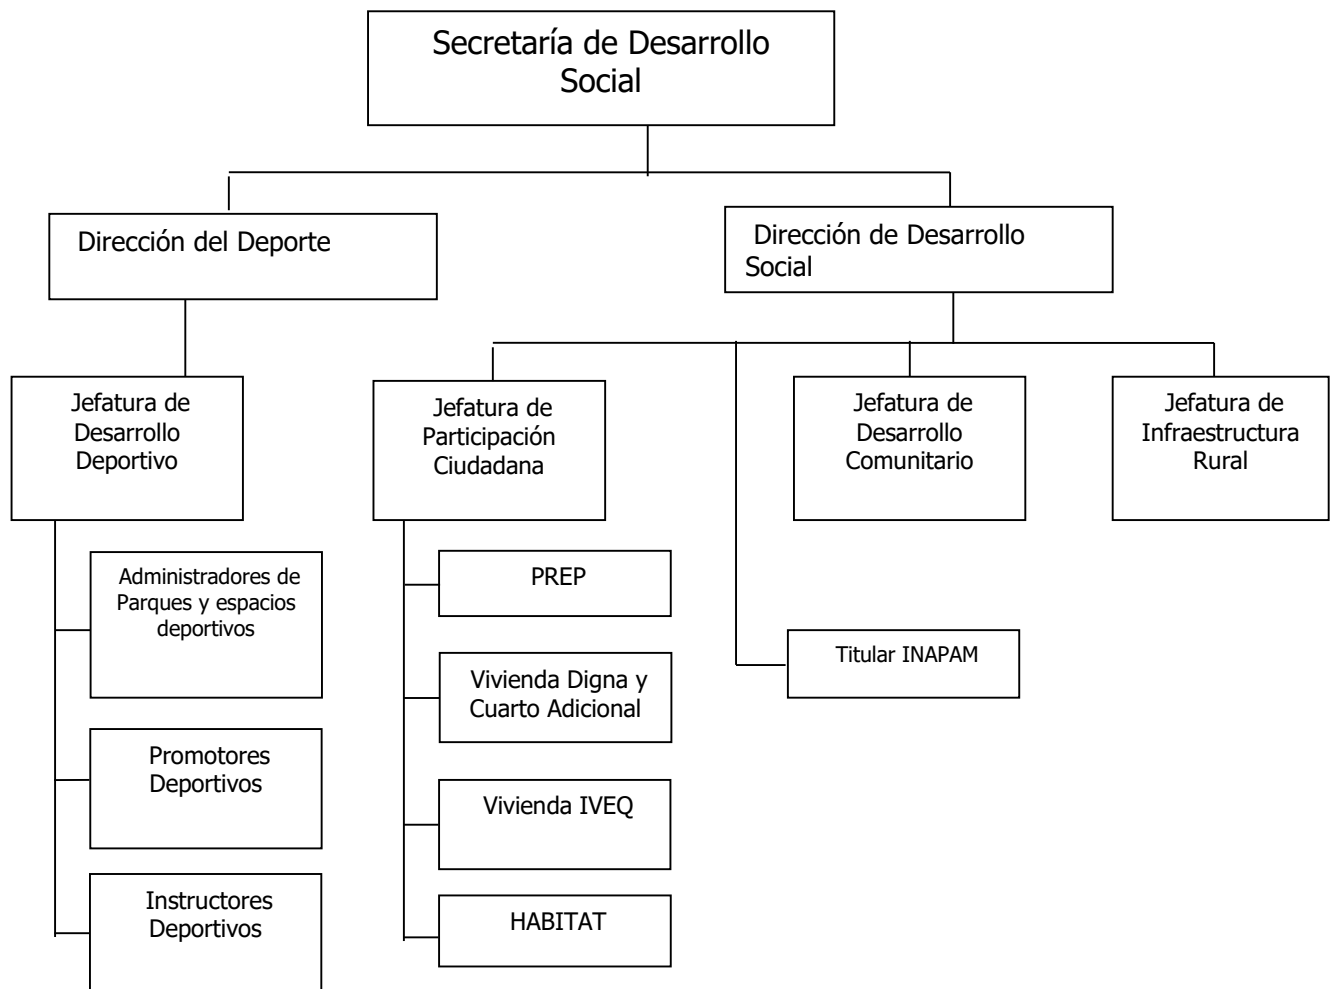 Secretaría de Desarrollo
Social
Dirección del Deporte
Dirección de Desarrollo
Social
Jefatura de
Desarrollo
Deportivo
Jefatura de
Participación
Ciudadana
Jefatura de
Desarrollo
Comunitario
Jefatura de
Infraestructura
Rural
Administradores de
Parques y espacios
deportivos
Promotores
Deportivos
Instructores
Deportivos
PREP
Vivienda Digna y
Cuarto Adicional
Vivienda IVEQ
HABITAT
Titular INAPAM